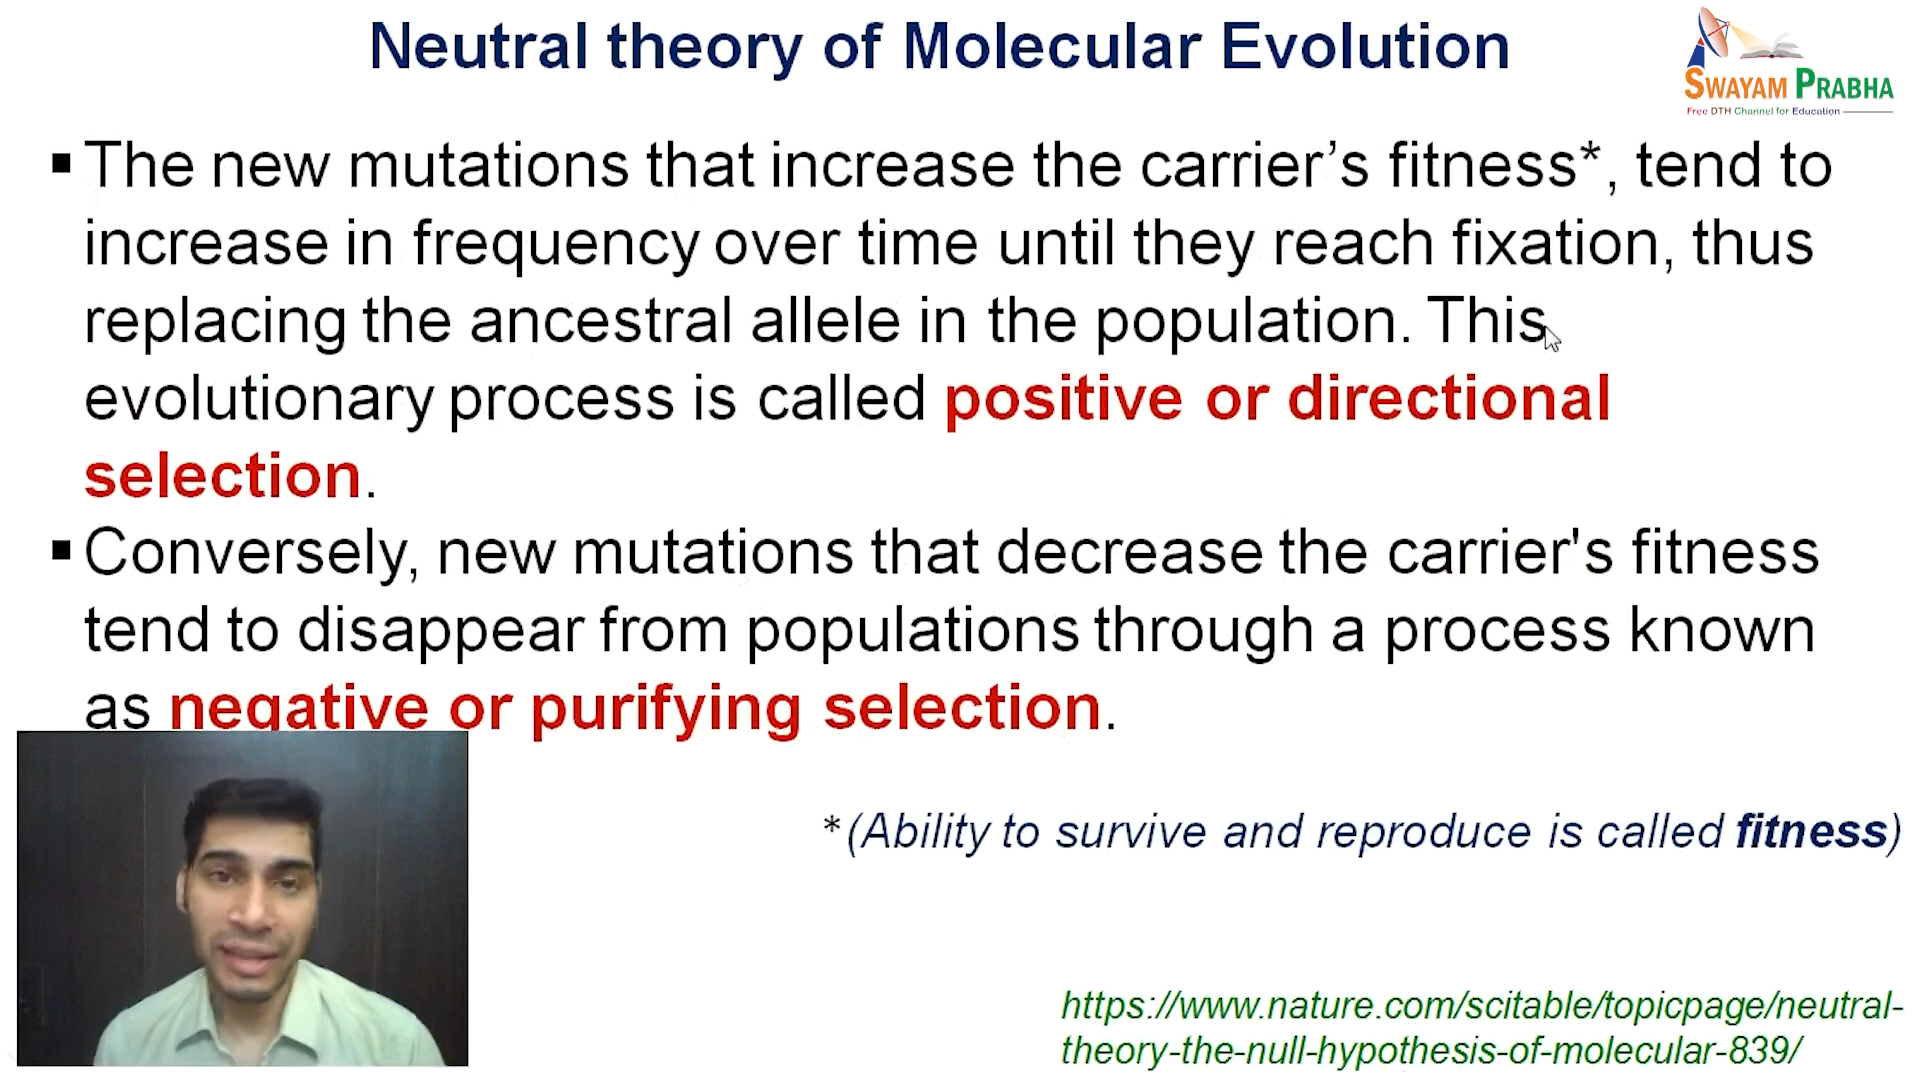 Neutral theory of Molecular Evolution
SWAYAM PRABHA
Free DTH Channel for Education
▪ The new mutations that increase the carrier’s fitness*, tend to
increase in frequency over time until they reach fixation, thus
replacing the ancestral allele in the population. This
evolutionary process is called positive or directional
selection.
▪ Conversely, new mutations that decrease the carrier's fitness
tend to disappear from populations through a process known
as negative or purifying selection.
*(Ability to survive and reproduce is called fitness)
https://www.nature.com/scitable/topicpage/neutral-
theory-the-null-hypothesis-of-molecular-839/